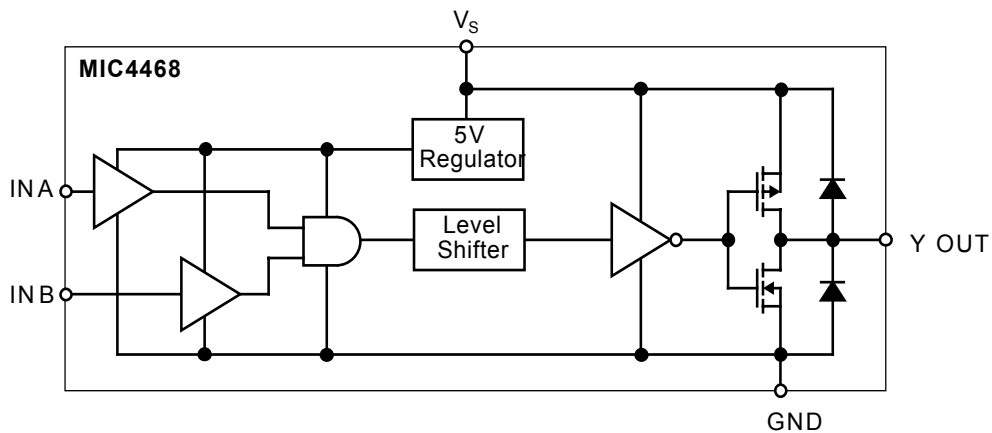 VS
MIC4468
5V
Regulator
INA
Level
Shifter
Y OUT
INB
GND